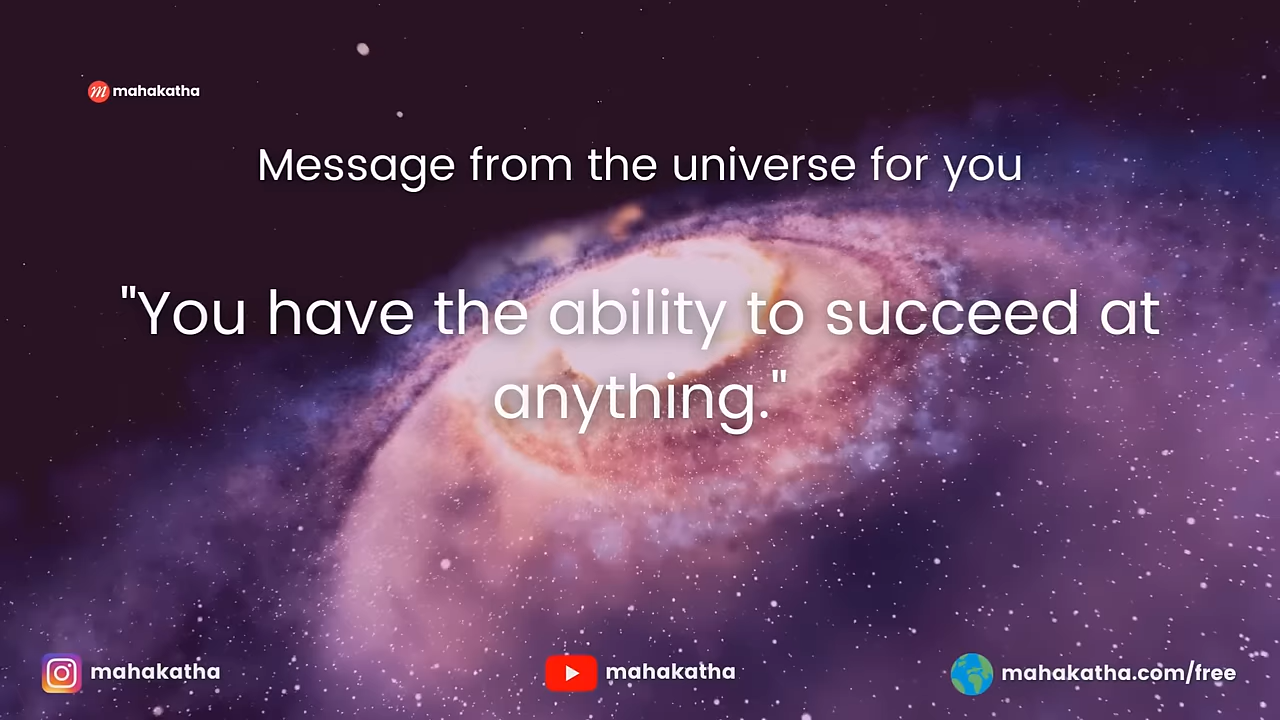 mahakatha
Message from the universe for you
"You have the ability to succeed at
anything."
mahakatha
mahakatha
mahakatha.com/free